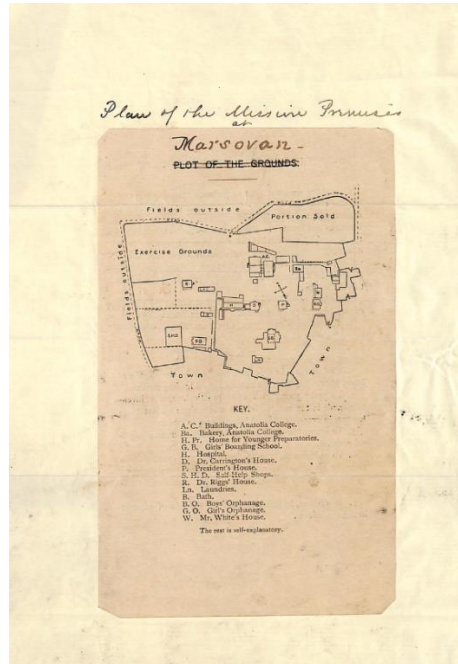 Plan of the Mission Premises
at
Marsovan-
PLOT OF THE GROUNDS.
Fields outside
Portion Sold
Exercise Grounds
Fields outside
Town
Town
KEY.
A. C. Buildings, Anatolia College.
Ba. Bakery, Anatolia College.
H. Pr. Home for Younger Preparatories.
G. B. Girls' Boarding School.
H. Hospital.
D. Dr. Carrington's House.
P. President's House.
S. H. D. Self-Help Shops.
R. Dr. Riggs' House.
Ln. Laundries.
B. Bath.
B. O. Boys' Orphanage.
G. O. Girl's Orphanage.
W. Mr. White's House.
The rest is self-explanatory.